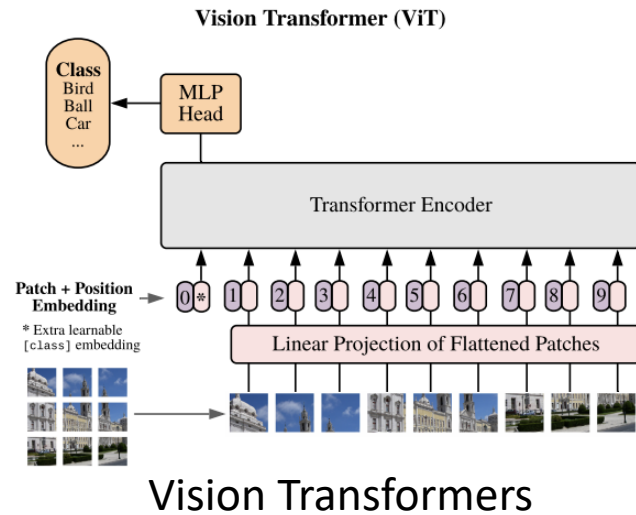 Vision Transformer (ViT)
Class
Bird
Ball
Car
...
MLP
Head
Transformer Encoder
Patch + Position
Embedding
0 * 1 2 3 4 5 6 7 8 9
* Extra learnable
[class] embedding
Linear Projection of Flattened Patches
Vision Transformers